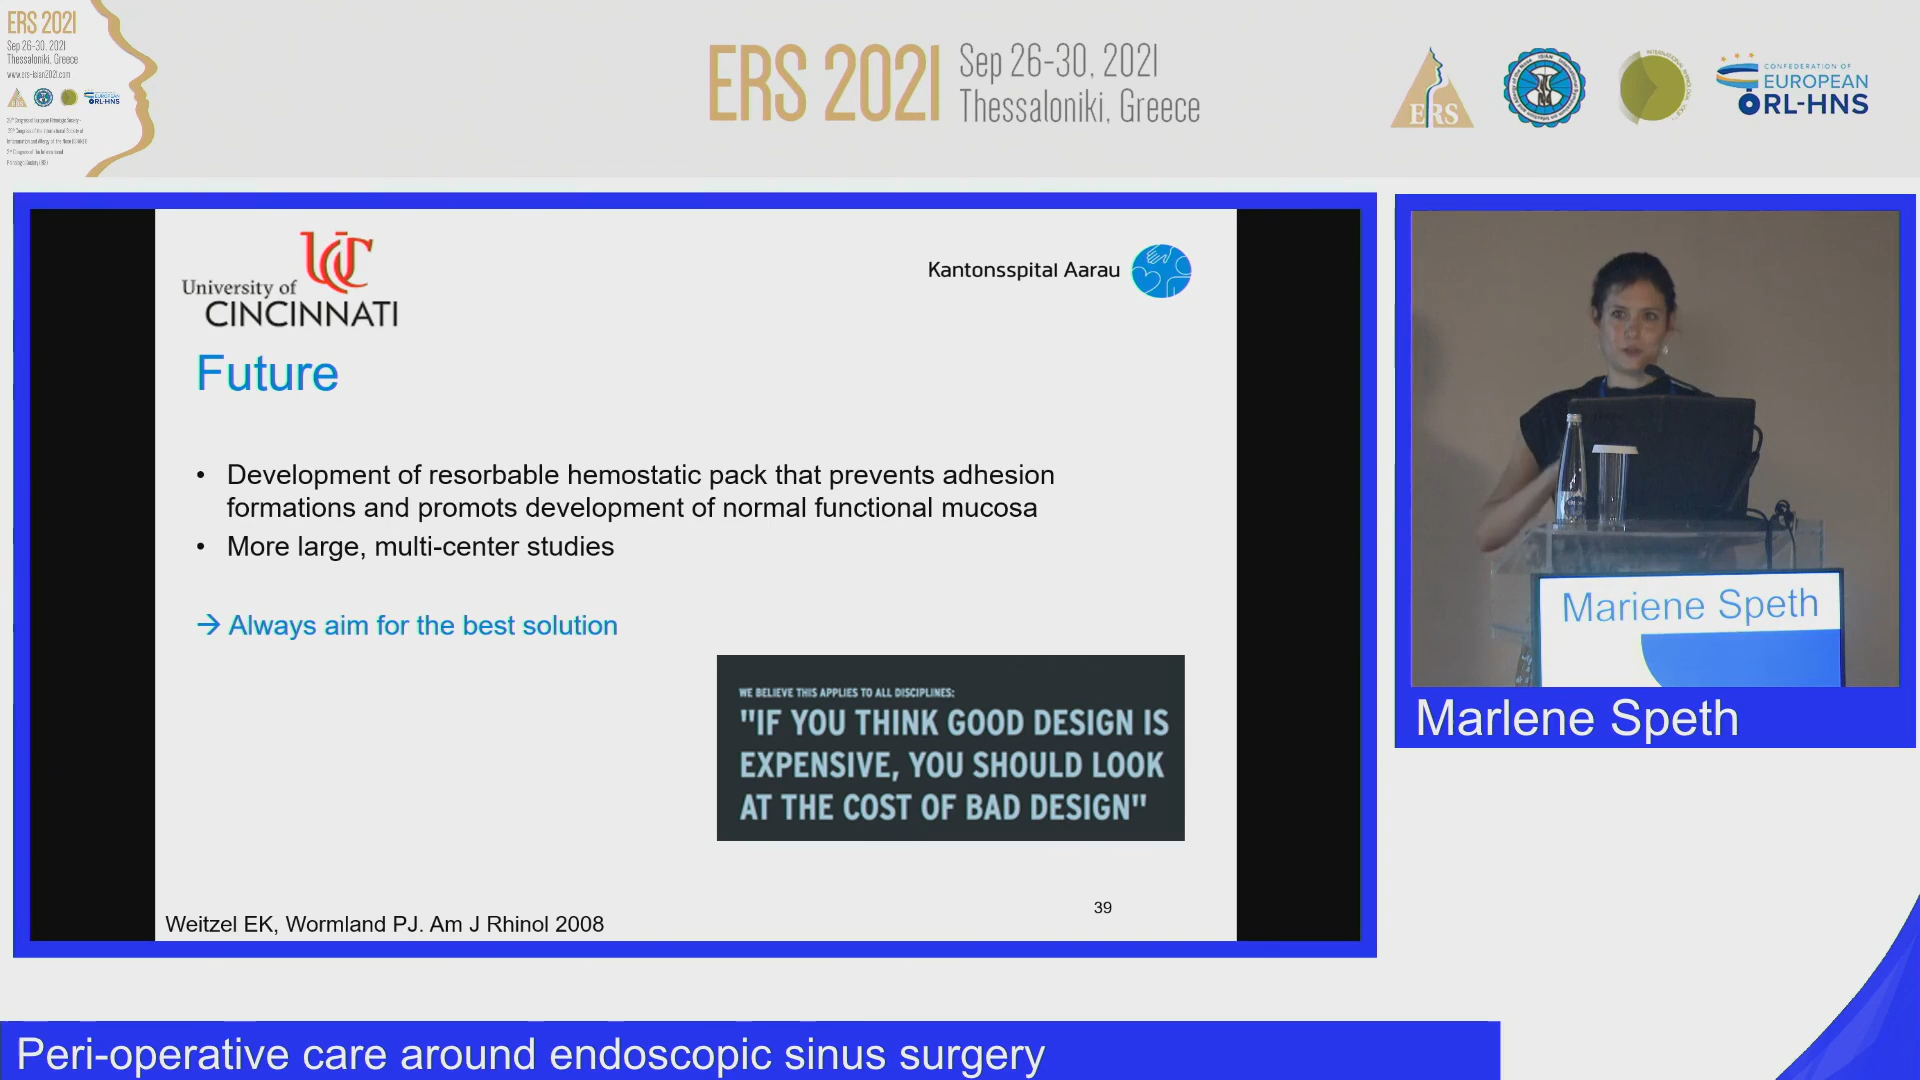 ERS 2021
Sep 26-30, 2021
Thessaloniki, Greece
www.ers-isian2021.com
ERS 2021
Sep 26-30, 2021
Thessaloniki, Greece
ERS
CONFEDERATION OF
EUROPEAN
ORL-HNS
University of
CINCINNATI
Kantonsspital Aarau
Future
• Development of resorbable hemostatic pack that prevents adhesion
formations and promots development of normal functional mucosa
• More large, multi-center studies
→ Always aim for the best solution
WE BELIEVE THIS APPLIES TO ALL DISCIPLINES:
"IF YOU THINK GOOD DESIGN IS
EXPENSIVE, YOU SHOULD LOOK
AT THE COST OF BAD DESIGN"
39
Weitzel EK, Wormland PJ. Am J Rhinol 2008
Mariene Speth
Marlene Speth
Peri-operative care around endoscopic sinus surgery